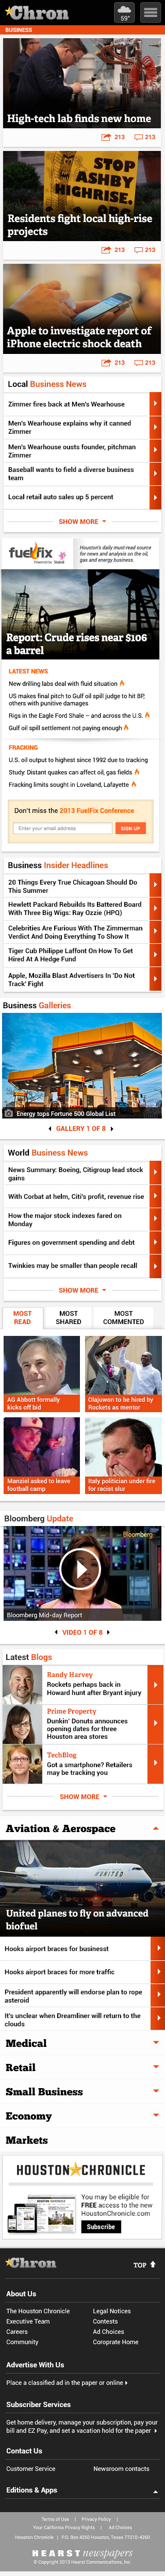 Chron
59°
BUSINESS
High-tech lab finds new home
213 213
STOP
ASHBY
HIGHRISE.
Residents fight local high-rise
projects
213 213
Apple to investigate report of
iPhone electric shock death
213 213
Local Business News
Zimmer fires back at Men's Wearhouse
Men's Wearhouse explains why it canned
Zimmer
Men's Wearhouse ousts founder, pitchman
Zimmer
Baseball wants to field a diverse business
team
Local retail auto sales up 5 percent
SHOW MORE
fuelfix
Houston's daily must-read source
for news and analysis on the oil,
gas and energy business.
Report: Crude rises near $106
a barrel
LATEST NEWS
New drilling labs deal with fluid situation
US makes final pitch to Gulf oil spill judge to hit BP,
others with punitive damages
Rigs in the Eagle Ford Shale – and across the U.S.
Gulf oil spill settlement not paying enough
FRACKING
U.S. oil output to highest since 1992 due to tracking
Study: Distant quakes can affect oil, gas fields
Fracking limits sought in Loveland, Lafayette
Don't miss the 2013 FuelFix Conference
Enter your email address
SIGN UP
Business Insider Headlines
20 Things Every True Chicagoan Should Do
This Summer
Hewlett Packard Rebuilds Its Battered Board
With Three Big Wigs: Ray Ozzie (HPQ)
Celebrities Are Furious With The Zimmerman
Verdict And Doing Everything To Show It
Tiger Cub Philippe Laffont On How To Get
Hired At A Hedge Fund
Apple, Mozilla Blast Advertisers In 'Do Not
Track' Fight
Business Galleries
Energy tops Fortune 500 Global List
GALLERY 1 OF 8
World Business News
News Summary: Boeing, Citigroup lead stock
gains
With Corbat at helm, Citi's profit, revenue rise
How the major stock indexes fared on
Monday
Figures on government spending and debt
Twinkies may be smaller than people recall
SHOW MORE
MOST
READ
MOST
SHARED
MOST
COMMENTED
AG Abbott formally
kicks off bid
Olajuwon to be hired by
Rockets as mentor
Manziel asked to leave
football camp
Italy politician under fire
for racist slur
Bloomberg Update
Bloomberg
Bloomberg Mid-day Report
VIDEO 1 OF 8
Latest Blogs
Randy Harvey
Rockets perhaps back in
Howard hunt after Bryant injury
Prime Property
Dunkin' Donuts announces
opening dates for three
Houston area stores
TechBlog
Got a smartphone? Retailers
may be tracking you
SHOW MORE
Aviation & Aerospace
UNITED
United planes to fly on advanced
biofuel
Hooks airport braces for businesst
Hooks airport braces for more traffic
President apparently will endorse plan to rope
asteroid
It's unclear when Dreamliner will return to the
clouds
Medical
Retail
Small Business
Economy
Markets
HOUSTON CHRONICLE
You may be eligible for
FREE access to the new
HoustonChronicle.com
Subscribe
Chron
TOP
About Us
The Houston Chronicle
Legal Notices
Executive Team
Contests
Careers
Ad Choices
Community
Coroprate Home
Advertise With Us
Place a classified ad in the paper or online
Subscriber Services
Get home delivery, manage your subscription, pay your
bill and EZ Pay, and set a vacation hold for the paper
Contact Us
Customer Service
Newsroom contacts
Editions & Apps
Terms of Use | Privacy Policy |
Your California Privacy Rights | Ad Choices
Houston Chronicle | P.O. Box 4260 Houston, Texas 77210-4260
HEARST newspapers
© Copyright 2013 Hearst Communications, Inc.